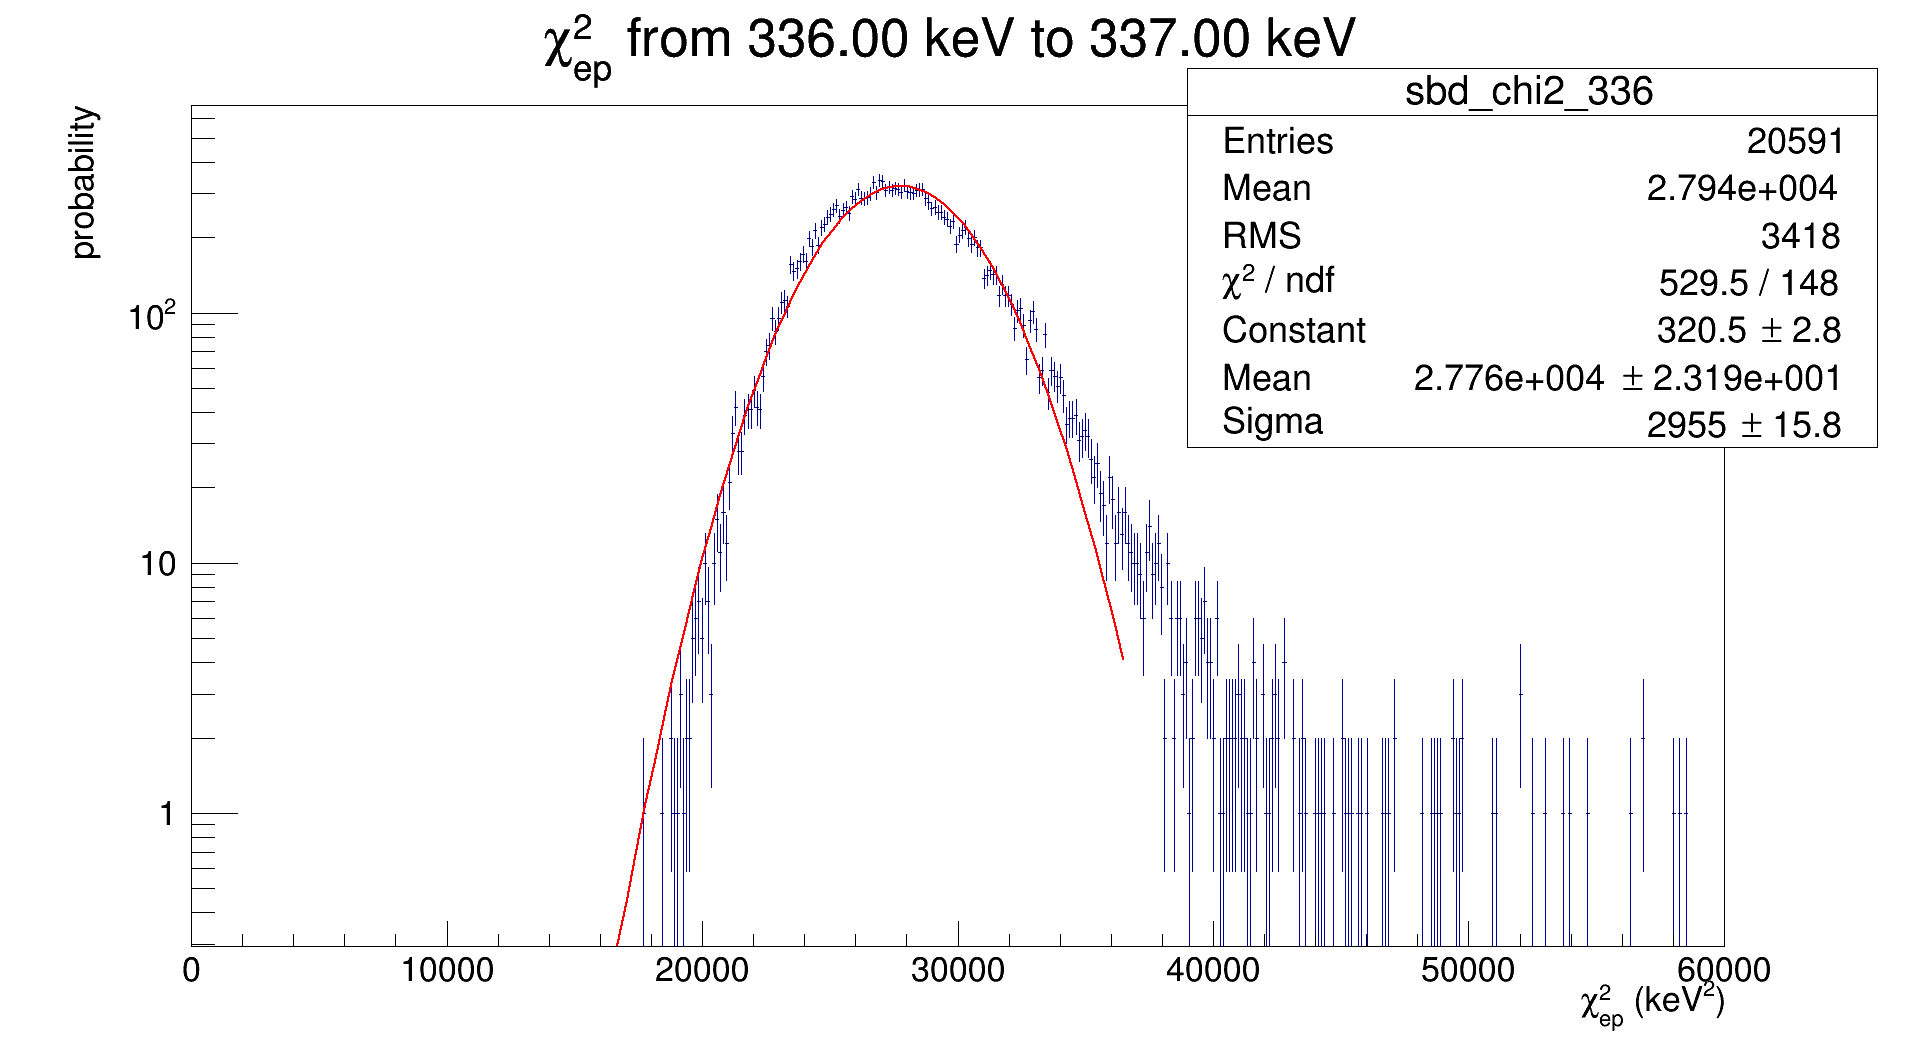 χ²ep from 336.00 keV to 337.00 keV
probability
sbd_chi2_336
Entries 20591
Mean 2.794e+004
RMS 3418
χ² / ndf 529.5 / 148
Constant 320.5 ± 2.8
Mean 2.776e+004 ± 2.319e+001
Sigma 2955 ± 15.8
10²
10
1
0 10000 20000 30000 40000 50000 60000
χ²ep (keV²)